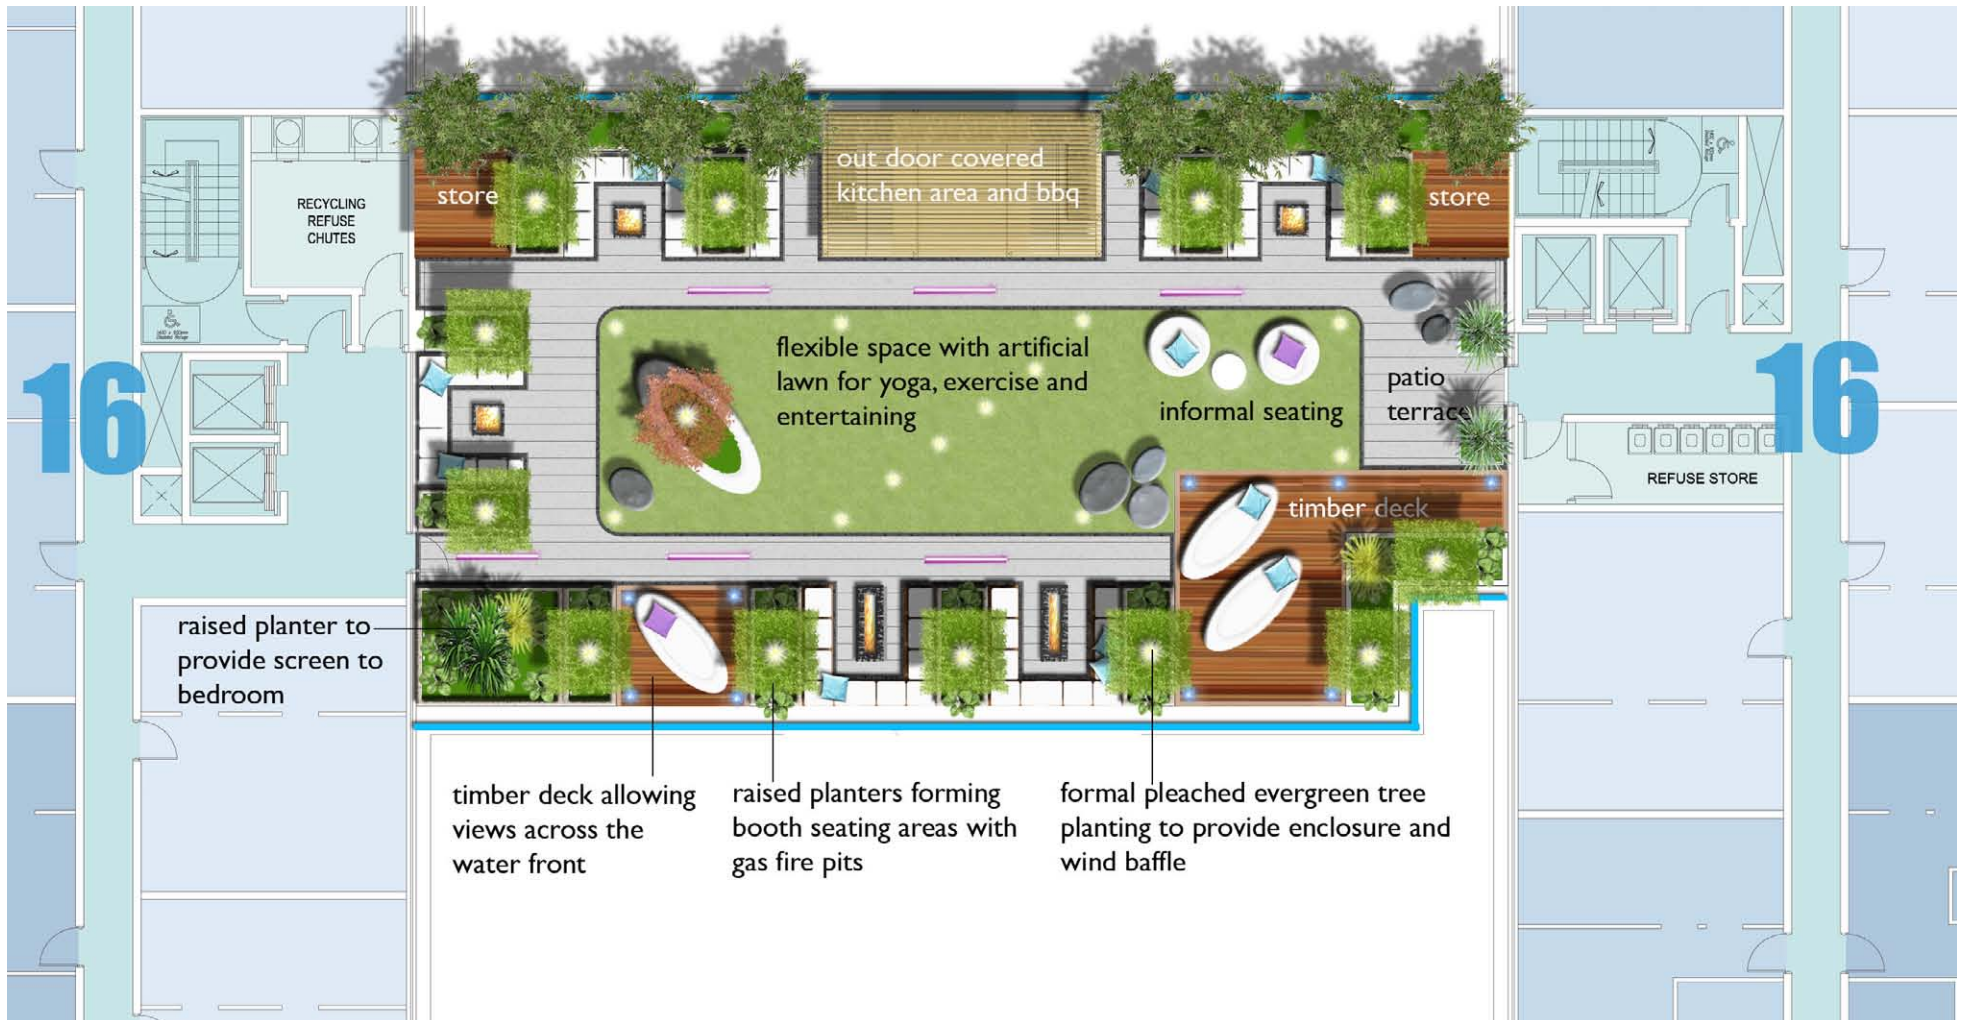 out door covered
kitchen area and bbq
store
store
RECYCLING
REFUSE
CHUTES
16
16
flexible space with artificial
lawn for yoga, exercise and
entertaining
informal seating
patio
terrace
REFUSE STORE
timber deck
raised planter to
provide screen to
bedroom
timber deck allowing
views across the
water front
raised planters forming
booth seating areas with
gas fire pits
formal pleached evergreen tree
planting to provide enclosure and
wind baffle